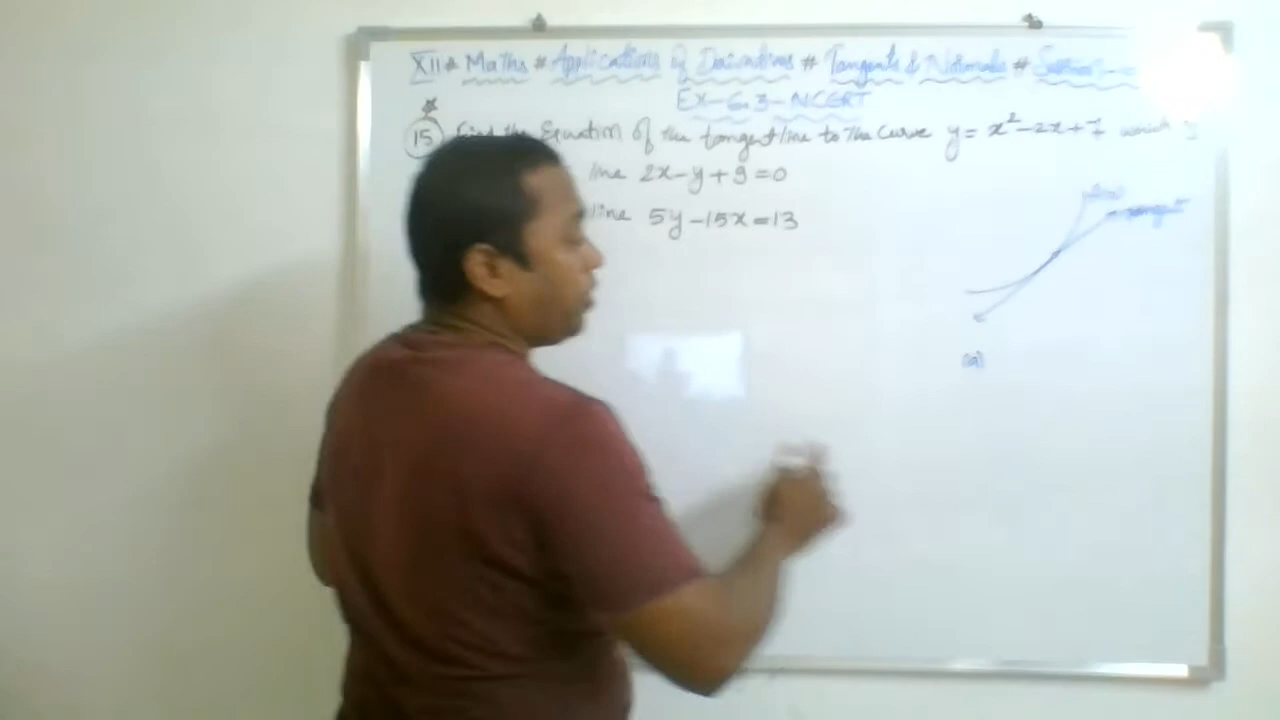 XII # Maths # Applications of Derivatives # Tangents & Normals #
Ex-6.3-NCERT
15 Find the Equation of the tangent line to the curve y = x² - 2x + 7 which
line 2x - y + 9 = 0
line 5y - 15x = 13
tangent
(a)